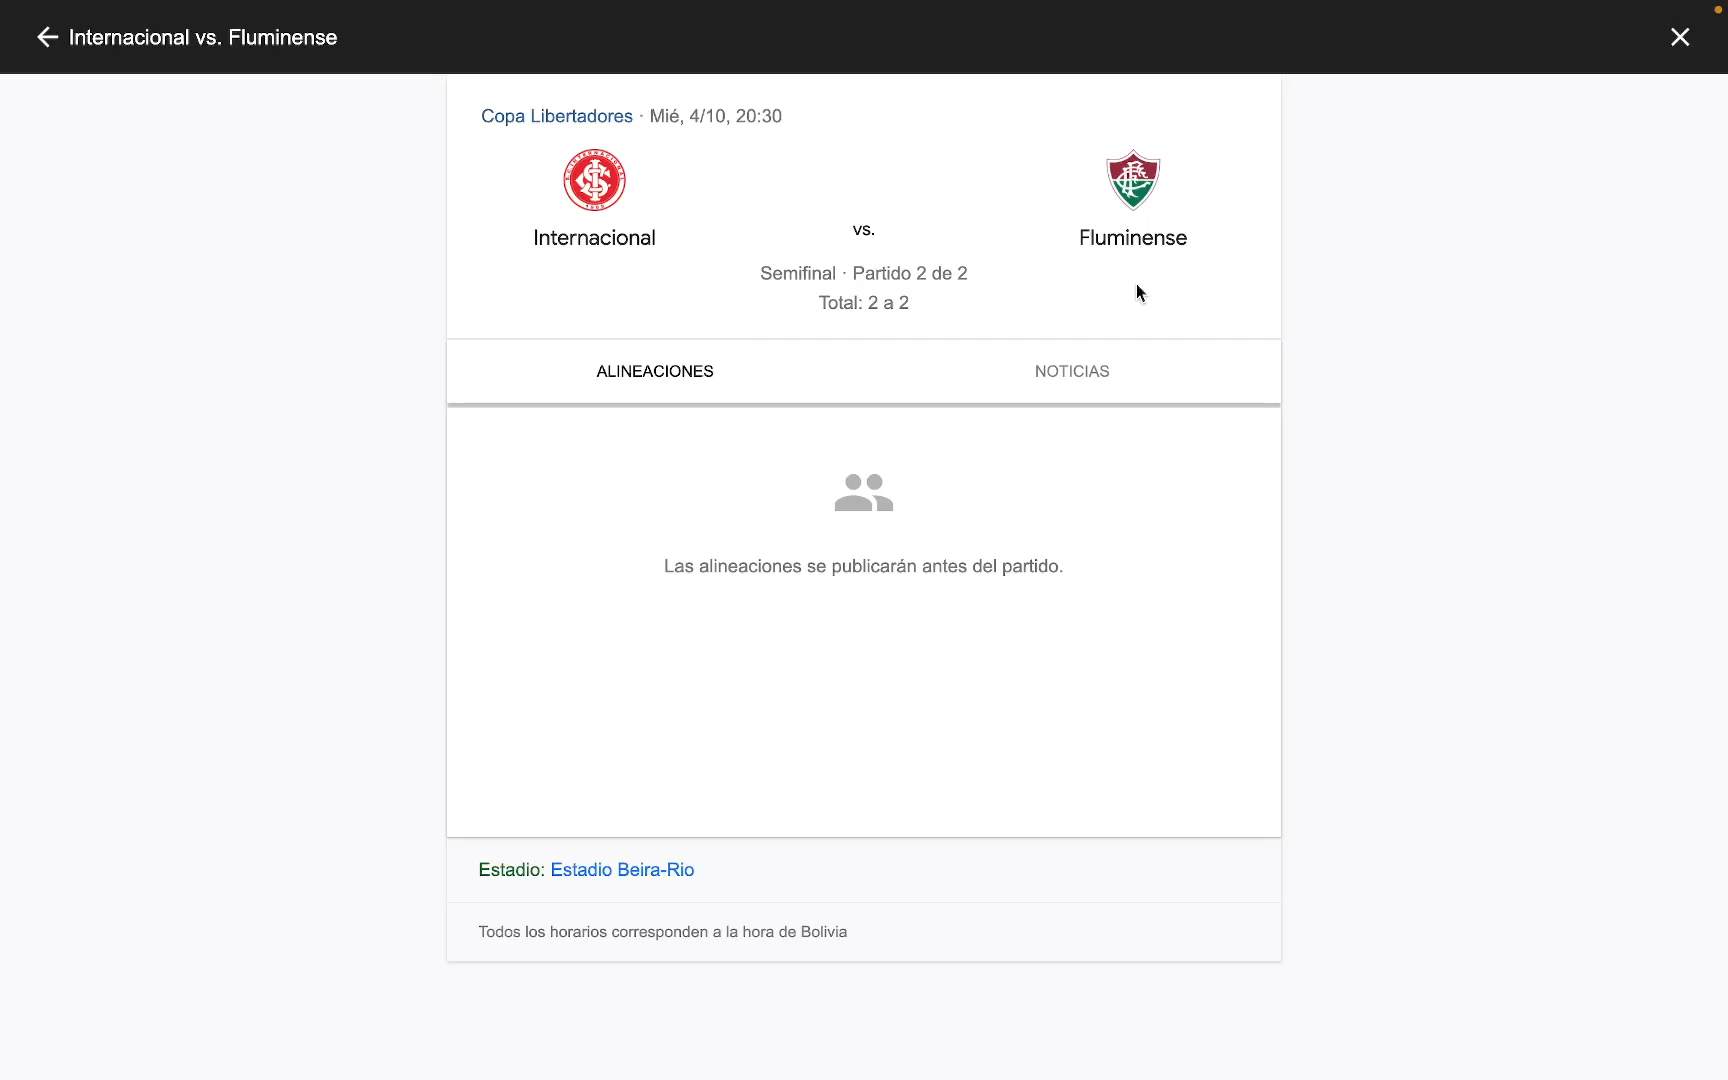 Internacional vs. Fluminense
Copa Libertadores · Mié, 4/10, 20:30
Internacional
vs.
Fluminense
Semifinal · Partido 2 de 2
Total: 2 a 2
ALINEACIONES
NOTICIAS
Las alineaciones se publicarán antes del partido.
Estadio: Estadio Beira-Rio
Todos los horarios corresponden a la hora de Bolivia